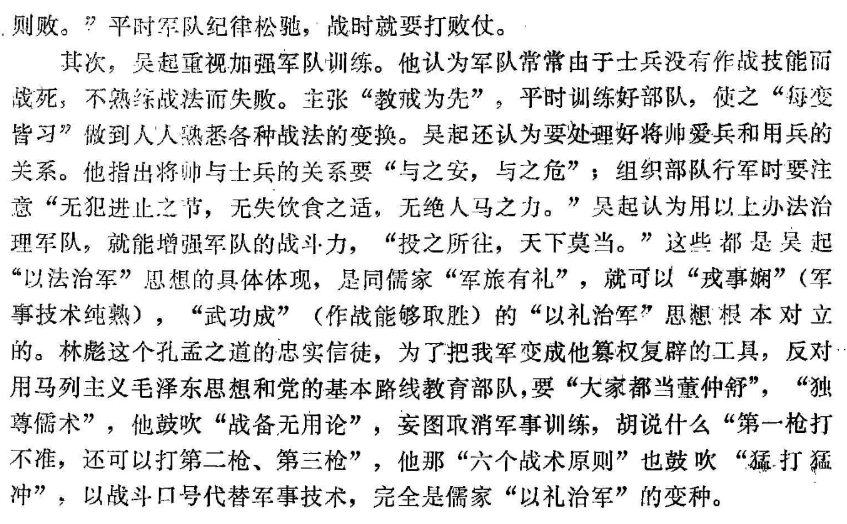 则败。”平时军队纪律松驰，战时就要打败仗。
其次，吴起重视加强军队训练。他认为军队常常由于士兵没有作战技能而
战死，不熟练战法而失败。主张“教戒为先”，平时训练好部队，使之“每变
皆习”做到人人熟悉各种战法的变换。吴起还认为要处理好将帅爱兵和用兵的
关系。他指出将帅与士兵的关系要“与之安，与之危”；组织部队行军时要注
意“无犯进止之节，无失饮食之适，无绝人马之力。”吴起认为用以上办法治
理军队，就能增强军队的战斗力，“投之所往，天下莫当。”这些都是吴起
“以法治军”思想的具体体现，是同儒家“军旅有礼”，就可以“戎事娴”（军
事技术纯熟），“武功成”（作战能够取胜）的“以礼治军”思想根本对立
的。林彪这个孔孟之道的忠实信徒，为了把我军变成他篡权复辟的工具，反对
用马列主义毛泽东思想和党的基本路线教育部队，要“大家都当董仲舒”，“独
尊儒术”，他鼓吹“战备无用论”，妄图取消军事训练，胡说什么“第一枪打
不准，还可以打第二枪、第三枪”，他那“六个战术原则”也鼓吹“猛打猛
冲”，以战斗口号代替军事技术，完全是儒家“以礼治军”的变种。